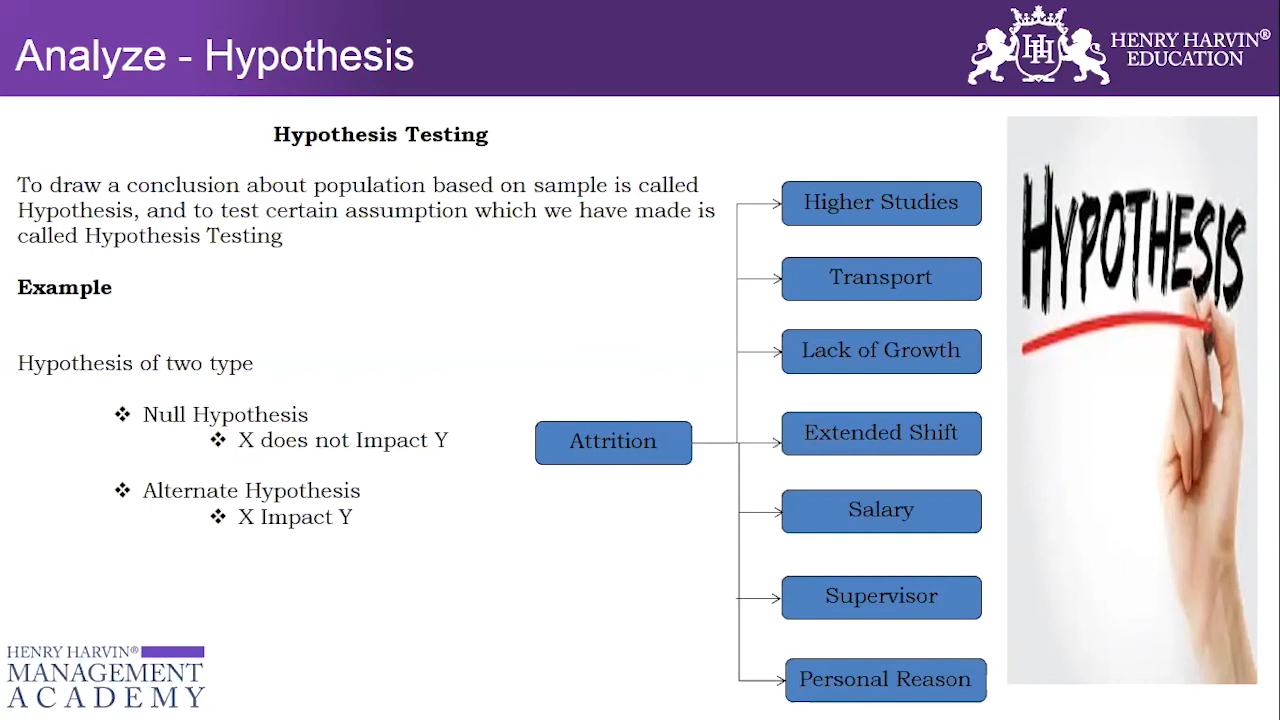 Analyze - Hypothesis
HENRY HARVIN®
EDUCATION
Hypothesis Testing
To draw a conclusion about population based on sample is called
Hypothesis, and to test certain assumption which we have made is
called Hypothesis Testing
Example
Hypothesis of two type
❖ Null Hypothesis
❖ X does not Impact Y
❖ Alternate Hypothesis
❖ X Impact Y
Attrition
Higher Studies
Transport
Lack of Growth
Extended Shift
Salary
Supervisor
Personal Reason
HYPOTHESIS
HENRY HARVIN®
MANAGEMENT
ACADEMY